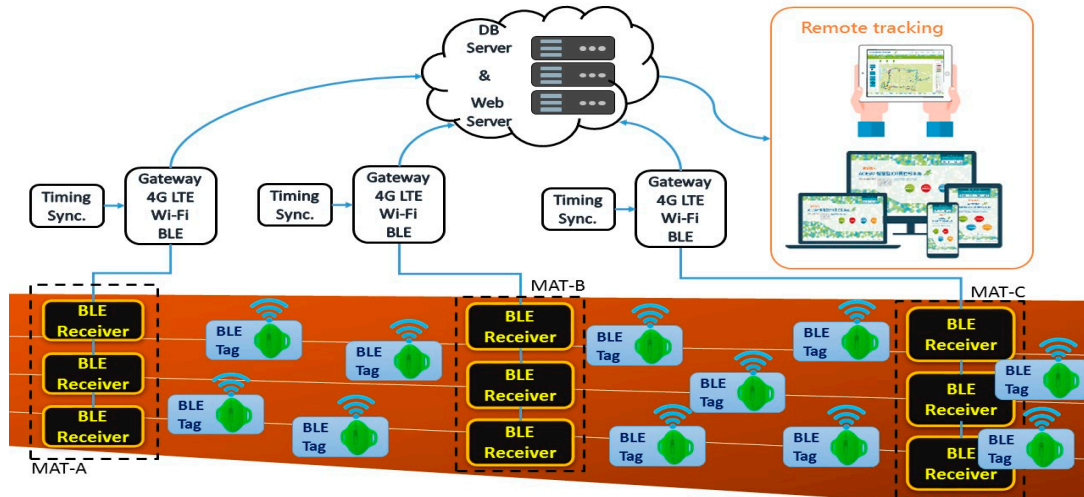 DB
Server
&
Web
Server
Remote tracking
Timing
Sync.
Gateway
4G LTE
Wi-Fi
BLE
Timing
Sync.
Gateway
4G LTE
Wi-Fi
BLE
Timing
Sync.
Gateway
4G LTE
Wi-Fi
BLE
MAT-A
BLE
Receiver
BLE
Receiver
BLE
Receiver
BLE
Tag
BLE
Tag
BLE
Tag
BLE
Tag
MAT-B
BLE
Receiver
BLE
Receiver
BLE
Receiver
BLE
Tag
BLE
Tag
BLE
Tag
BLE
Tag
BLE
Tag
MAT-C
BLE
Receiver
BLE
Receiver
BLE
Receiver
BLE
Tag
BLE
Tag